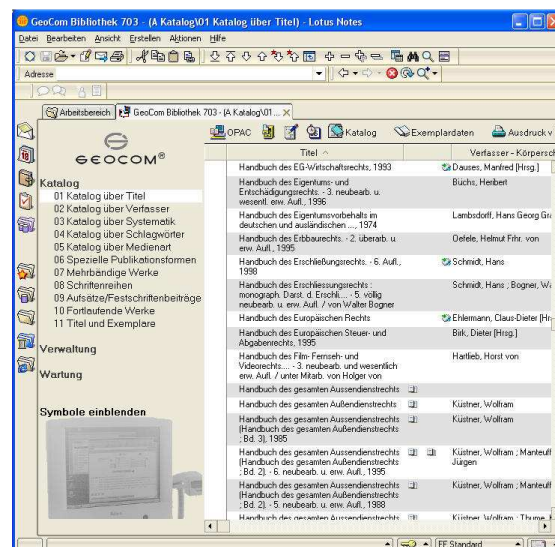 GeoCom Bibliothek 703 - (A Katalog\01 Katalog über Titel) - Lotus Notes
Datei Bearbeiten Ansicht Erstellen Aktionen Hilfe
Adresse
Arbeitsbereich GeoCom Bibliothek 703 - (A Katalog\01 ...
GEOCOM®
OPAC Katalog Exemplardaten Ausdruck v
Titel Verfasser - Körpersch
Katalog
01 Katalog über Titel
02 Katalog über Verfasser
03 Katalog über Systematik
04 Katalog über Schlagwörter
05 Katalog über Medienart
06 Spezielle Publikationsformen
07 Mehrbändige Werke
08 Schriftenreihen
09 Aufsätze/Festschriftenbeiträge
10 Fortlaufende Werke
11 Titel und Exemplare
Verwaltung
Wartung
Symbole einblenden
Handbuch des EG-Wirtschaftsrechts, 1993 Dauses, Manfred [Hrsg.]
Handbuch des Eigentums- und Büchs, Heribert
Entschädigungsrechts. - 3. neubearb. u.
wesentl. erw. Aufl., 1996
Handbuch des Eigentumsvorbehalts im Lambsdorff, Hans Georg Gra
deutschen und ausländischen ..., 1974
Handbuch des Erbbaurechts. - 2. überarb. u. Oefele, Helmut Frhr. von
erw. Aufl., 1995
Handbuch des Erschließungsrechts. - 6. Aufl., Schmidt, Hans
1998
Handbuch des Erschliessungsrechts : Schmidt, Hans ; Bogner, Wa
monograph. Darst. d. Erschli.... - 5. völlig
neubearb. u. erw. Aufl. / von Walter Bogner
Handbuch des Europäischen Rechts Ehlermann, Claus-Dieter [Hr
Handbuch des Europäischen Steuer- und Birk, Dieter [Hrsg.]
Abgabenrechts, 1995
Handbuch des Film- Fernseh- und Hartlieb, Horst von
Videorechts.... - 3. neubearb. und wesentlich
erw. Aufl. / unter Mitarb. von Holger von
Handbuch des gesamten Aussendienstrechts
Handbuch des gesamten Außendienstrechts Küstner, Wolfram
Handbuch des gesamten Aussendienstrechts Küstner, Wolfram
(Handbuch des gesamten Außendienstrechts
; Bd. 3), 1985
Handbuch des gesamten Aussendienstrechts Küstner, Wolfram ; Manteuff
(Handbuch des gesamten Außendienstrechts Jürgen
; Bd. 2). - 6. neubearb. u. erw. Aufl., 1995
Handbuch des gesamten Aussendienstrechts Küstner, Wolfram ; Manteuff
(Handbuch des gesamten Außendienstrechts
; Bd. 2). - 5. neubearb. u. erw. Aufl., 1988
Handbuch des gesamten Aussendienstrechts Küstner, Wolfram ; Thume,
FF Standard